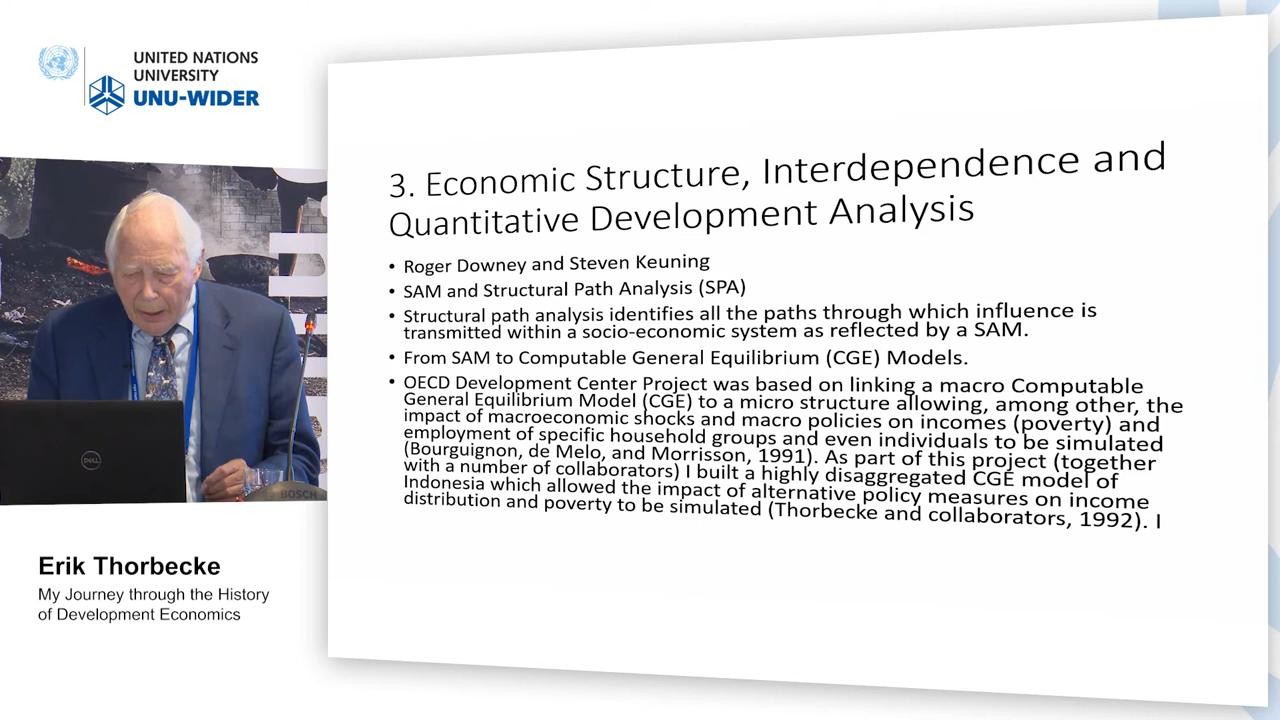 UNITED NATIONS
UNIVERSITY
UNU-WIDER
3. Economic Structure, Interdependence and
Quantitative Development Analysis
• Roger Downey and Steven Keuning
• SAM and Structural Path Analysis (SPA)
• Structural path analysis identifies all the paths through which influence is
transmitted within a socio-economic system as reflected by a SAM.
• From SAM to Computable General Equilibrium (CGE) Models.
• OECD Development Center Project was based on linking a macro Computable
General Equilibrium Model (CGE) to a micro structure allowing, among other, the
impact of macroeconomic shocks and macro policies on incomes (poverty) and
employment of specific household groups and even individuals to be simulated
(Bourguignon, de Melo, and Morrisson, 1991). As part of this project (together
with a number of collaborators) I built a highly disaggregated CGE model of
Indonesia which allowed the impact of alternative policy measures on income
distribution and poverty to be simulated (Thorbecke and collaborators, 1992). I
DELL
BOSCH
Erik Thorbecke
My Journey through the History
of Development Economics